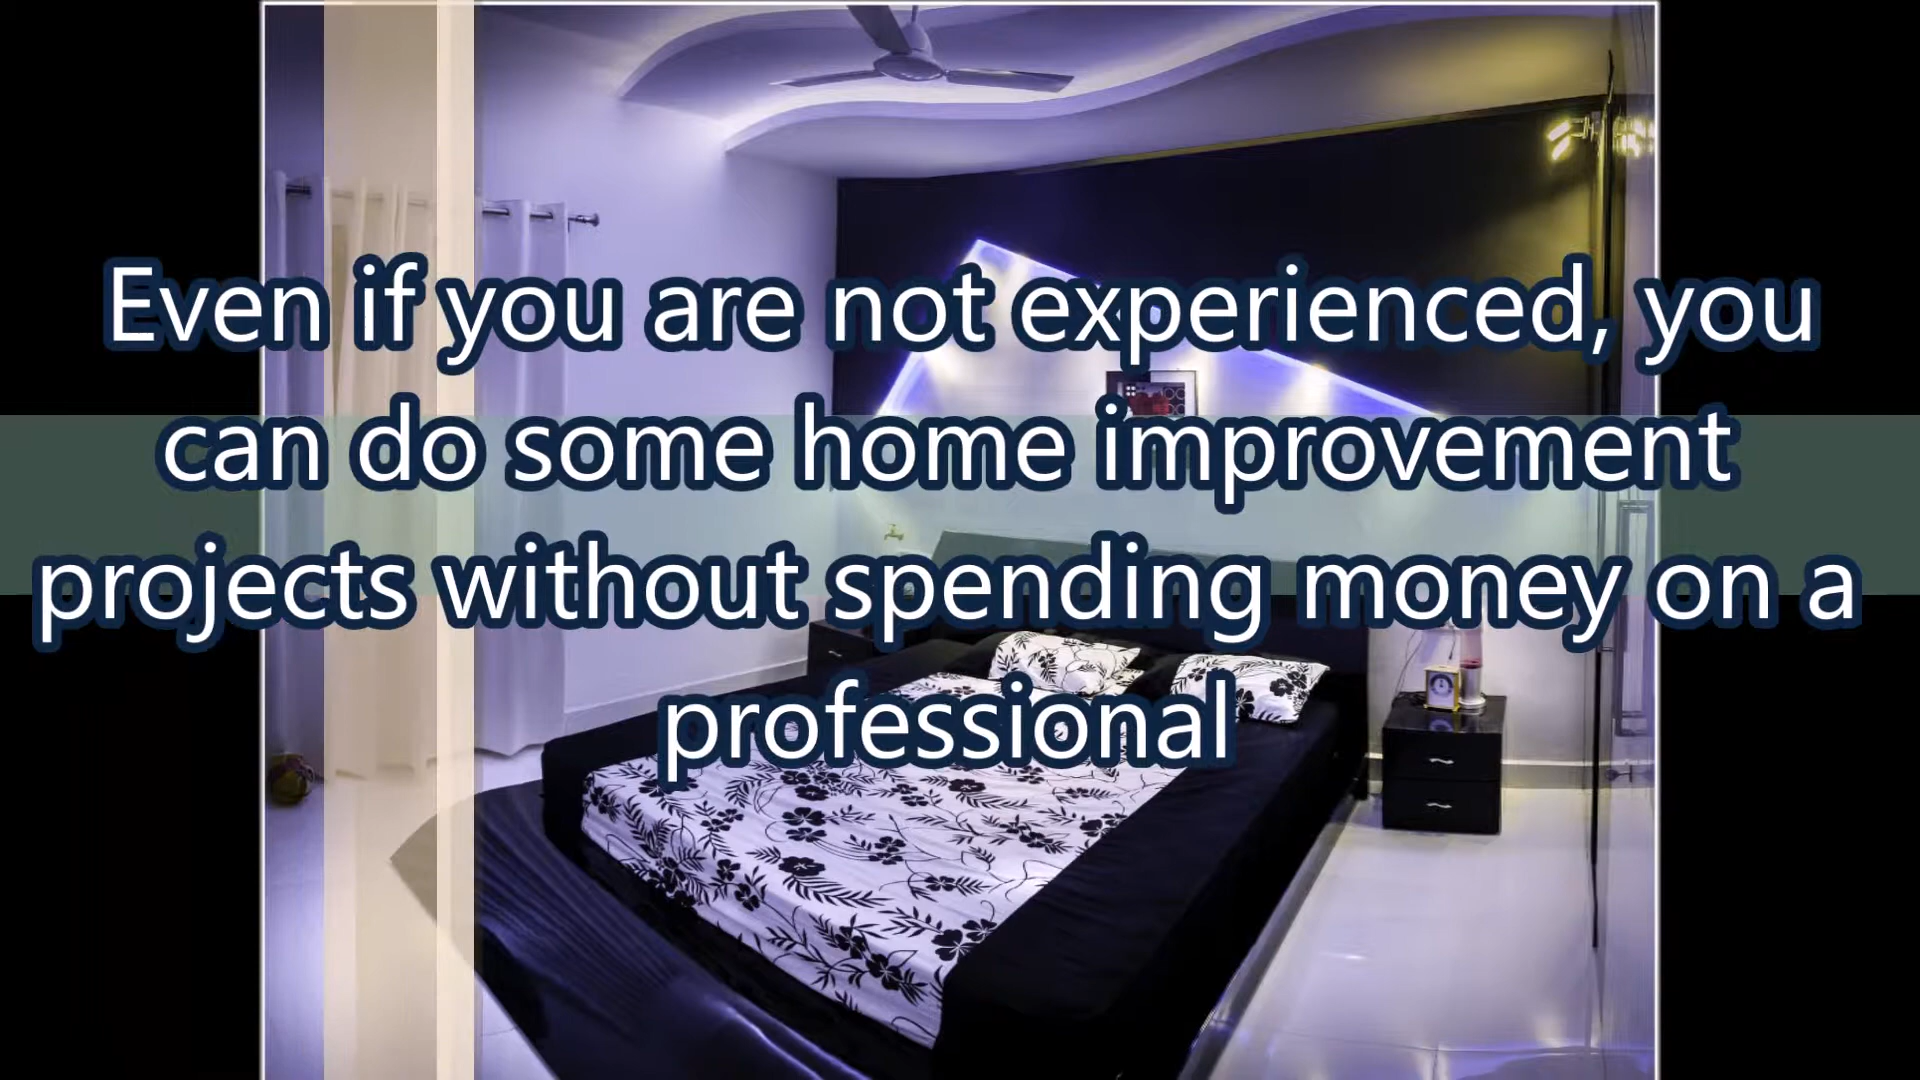 Even if you are not experienced, you
can do some home improvement
projects without spending money on a
professional